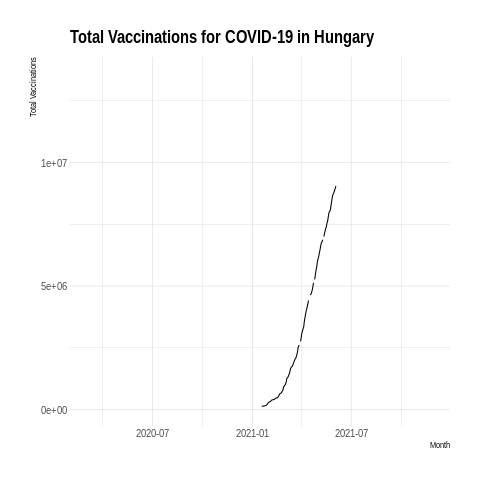 Total Vaccinations for COVID-19 in Hungary
Total Vaccinations
1e+07
5e+06
0e+00
2020-07 2021-01 2021-07
Month